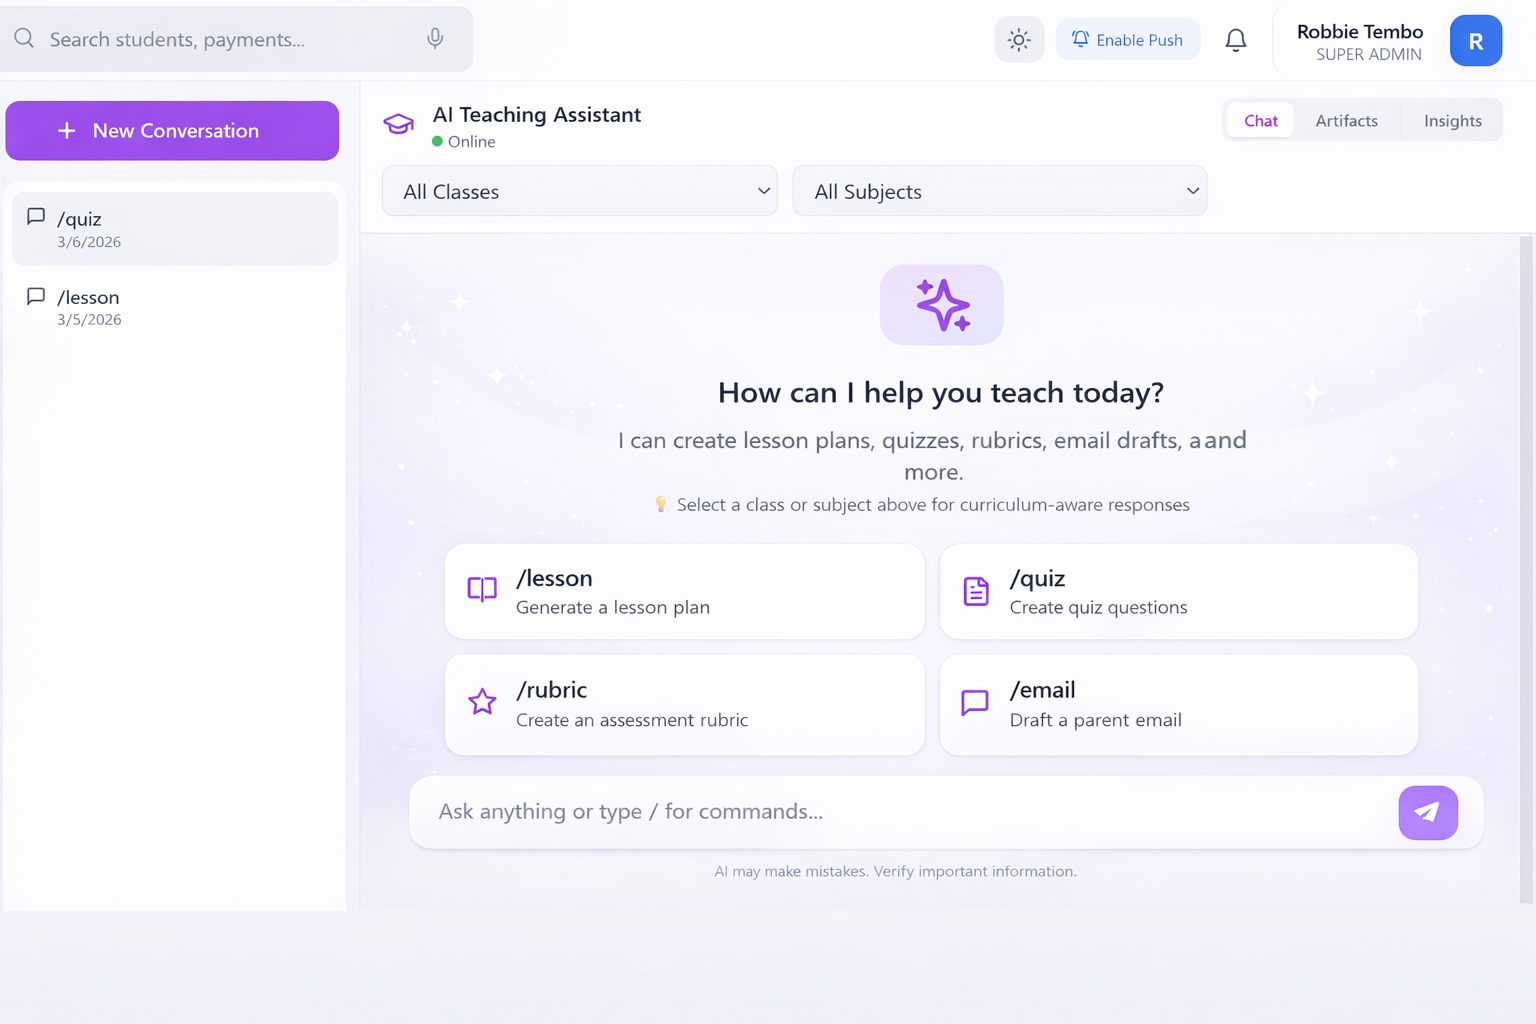 Search students, payments...
Enable Push
Robbie Tembo
SUPER ADMIN
R
+ New Conversation
/quiz
3/6/2026
/lesson
3/5/2026
AI Teaching Assistant
Online
Chat
Artifacts
Insights
All Classes
All Subjects
How can I help you teach today?
I can create lesson plans, quizzes, rubrics, email drafts, aand
more.
💡 Select a class or subject above for curriculum-aware responses
/lesson
Generate a lesson plan
/quiz
Create quiz questions
/rubric
Create an assessment rubric
/email
Draft a parent email
Ask anything or type / for commands...
AI may make mistakes. Verify important information.